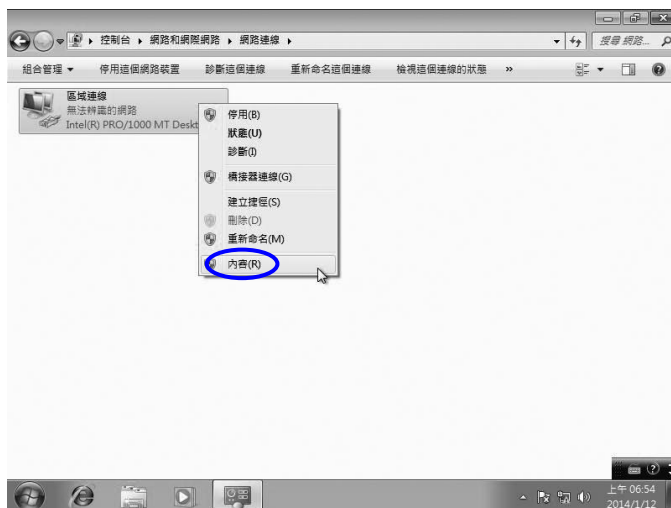 控制台 ▸ 網路和網際網路 ▸ 網路連線 ▸
搜尋 網路...
組合管理 ▾ 停用這個網路裝置 診斷這個連線 重新命名這個連線 檢視這個連線的狀態 »
區域連線
無法辨識的網路
Intel(R) PRO/1000 MT Deskt
停用(B)
狀態(U)
診斷(I)
橋接器連線(G)
建立捷徑(S)
刪除(D)
重新命名(M)
內容(R)
上午 06:54
2014/1/12